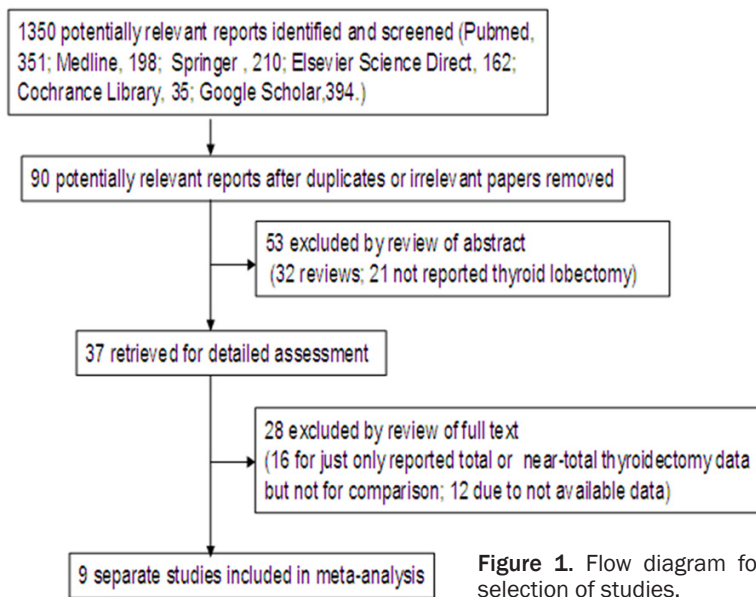 1350 potentially relevant reports identified and screened (Pubmed,
351; Medline, 198; Springer , 210; Elsevier Science Direct, 162;
Cochrance Library, 35; Google Scholar,394.)
90 potentially relevant reports after duplicates or irrelevant papers removed
53 excluded by review of abstract
(32 reviews; 21 not reported thyroid lobectomy)
37 retrieved for detailed assessment
28 excluded by review of full text
(16 for just only reported total or near-total thyroidectomy data
but not for comparison; 12 due to not available data)
9 separate studies included in meta-analysis
Figure 1. Flow diagram fo
selection of studies.